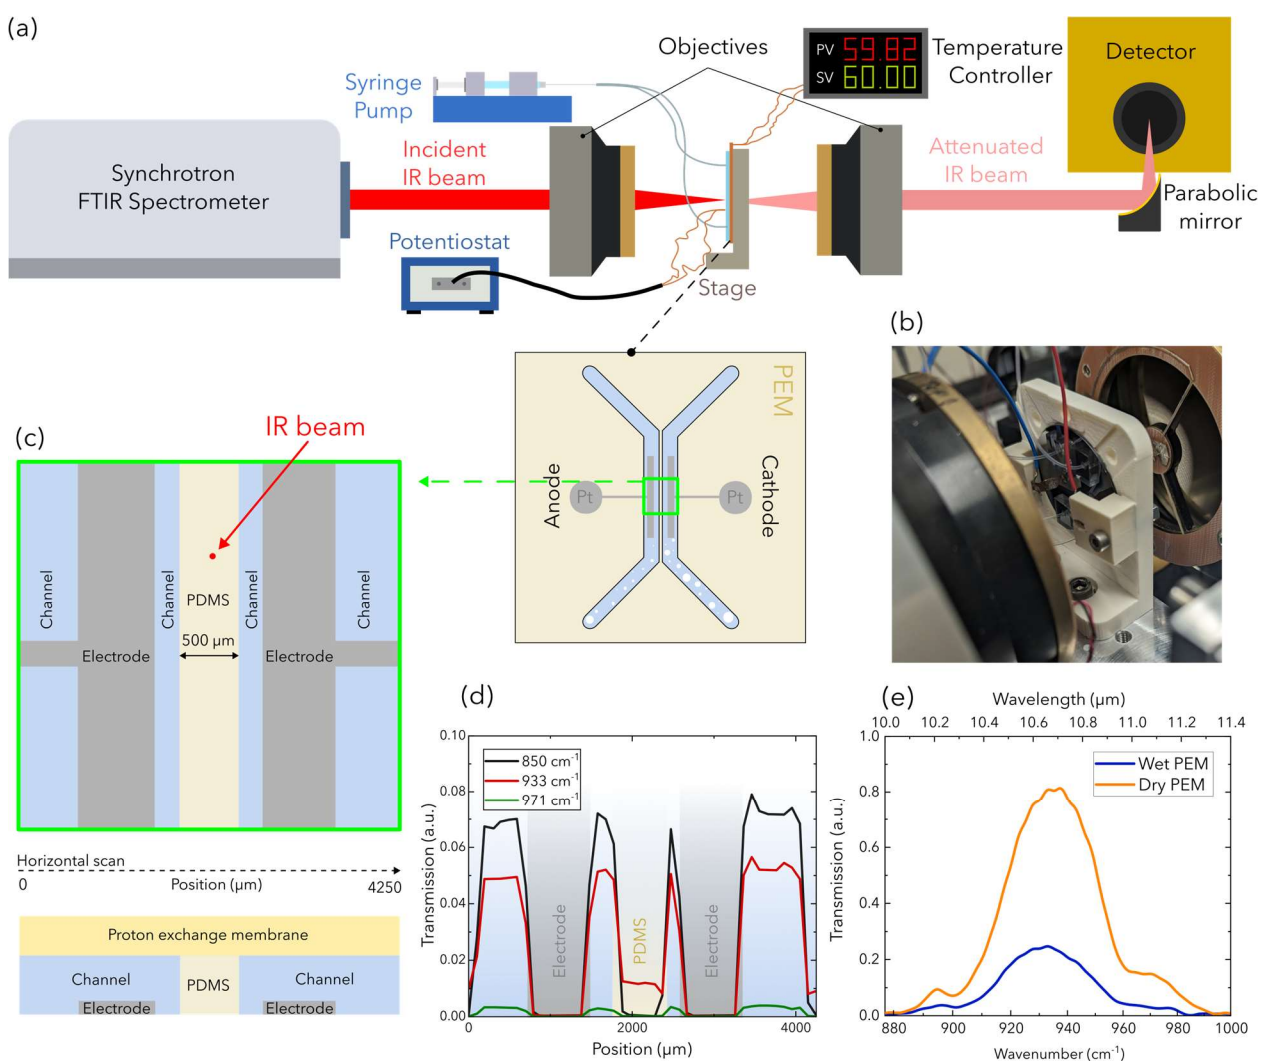 (a)
Synchrotron
FTIR Spectrometer
Syringe
Pump
Incident
IR beam
Potentiostat
Objectives
PV 59.82
SV 60.00
Temperature
Controller
Stage
Attenuated
IR beam
Detector
Parabolic
mirror
PEM
Anode
Pt
Pt
Cathode
(b)
(c)
IR beam
Channel
Channel
PDMS
Channel
Channel
500 µm
Electrode
Electrode
Horizontal scan
0
Position (µm)
4250
Proton exchange membrane
Channel
PDMS
Channel
Electrode
Electrode
(d)
Transmission (a.u.)
0.10
0.08
0.06
0.04
0.02
0.00
850 cm-1
933 cm-1
971 cm-1
Electrode
PDMS
Electrode
0
2000
4000
Position (µm)
(e)
Wavelength (µm)
10.0 10.2 10.4 10.6 10.8 11.0 11.2 11.4
Transmission (a.u.)
1.0
0.8
0.6
0.4
0.2
0.0
Wet PEM
Dry PEM
880 900 920 940 960 980 1000
Wavenumber (cm-1)